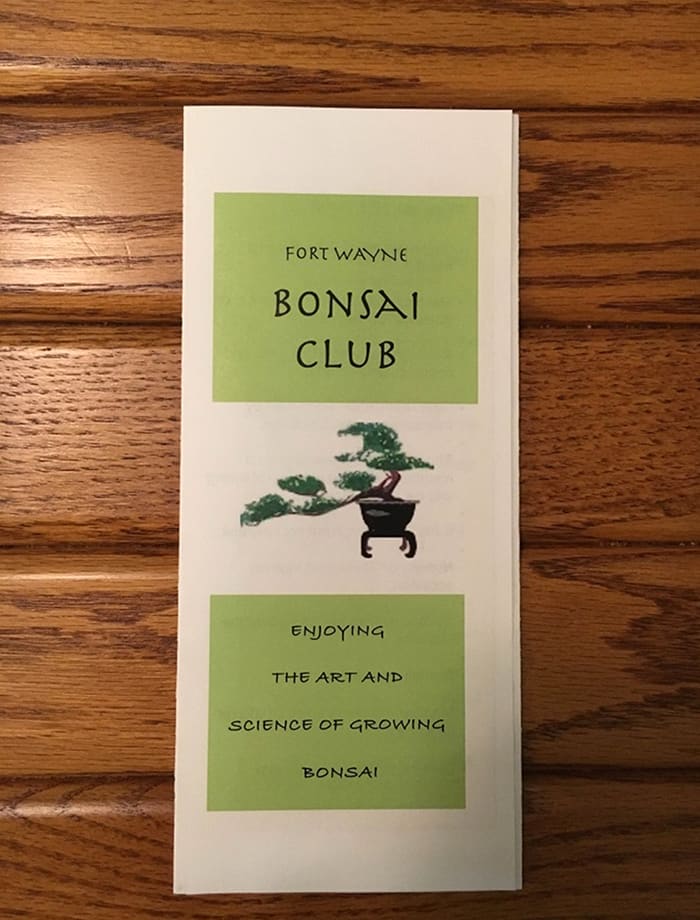 FORT WAYNE
BONSAI
CLUB
ENJOYING
THE ART AND
SCIENCE OF GROWING
BONSAI